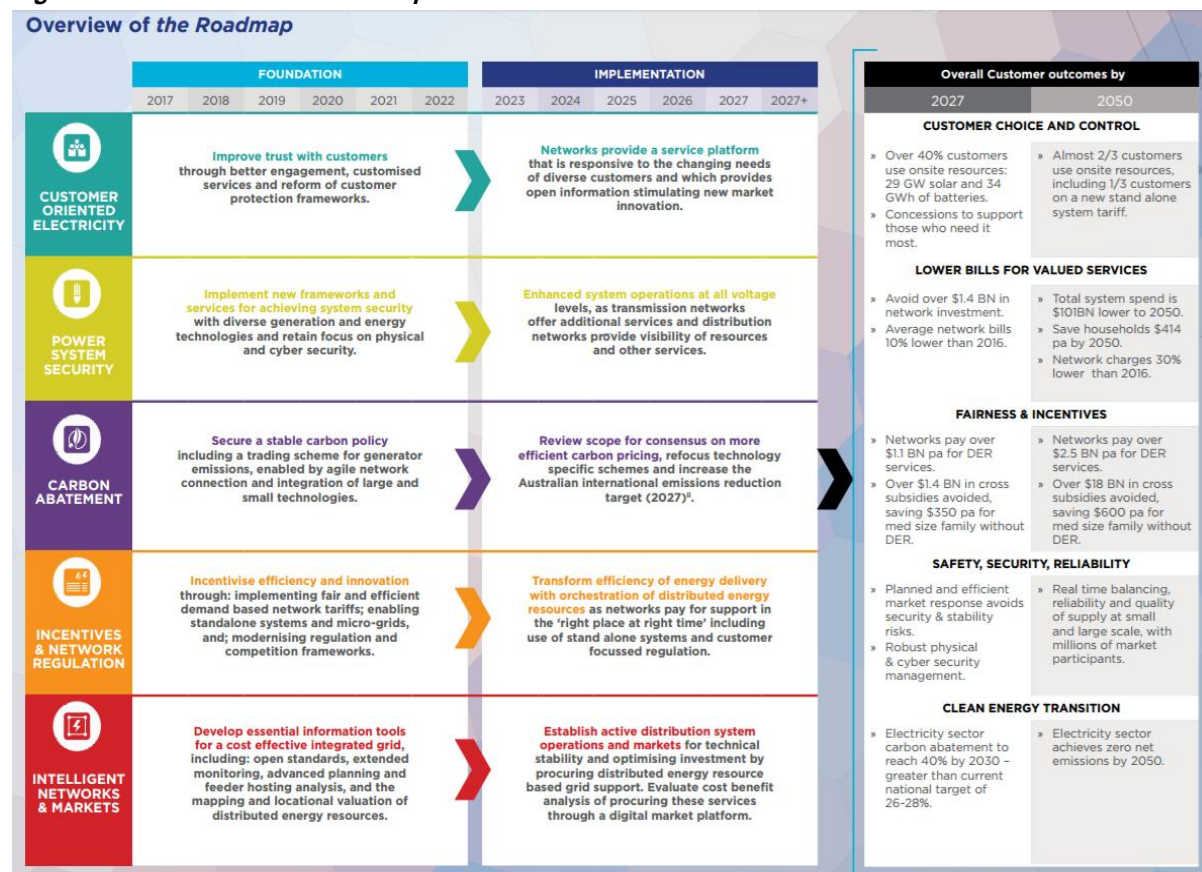 Overview of the Roadmap
FOUNDATION
2017 2018 2019 2020 2021 2022
IMPLEMENTATION
2023 2024 2025 2026 2027 2027+
Overall Customer outcomes by
2027 2050
CUSTOMER
ORIENTED
ELECTRICITY
Improve trust with customers
through better engagement, customised
services and reform of customer
protection frameworks.
Networks provide a service platform
that is responsive to the changing needs
of diverse customers and which provides
open information stimulating new market
innovation.
POWER
SYSTEM
SECURITY
Implement new frameworks and
services for achieving system security
with diverse generation and energy
technologies and retain focus on physical
and cyber security.
Enhanced system operations at all voltage
levels, as transmission networks
offer additional services and distribution
networks provide visibility of resources
and other services.
CARBON
ABATEMENT
Secure a stable carbon policy
including a trading scheme for generator
emissions, enabled by agile network
connection and integration of large and
small technologies.
Review scope for consensus on more
efficient carbon pricing, refocus technology
specific schemes and increase the
Australian international emissions reduction
target (2027)ii.
INCENTIVES
& NETWORK
REGULATION
Incentivise efficiency and innovation
through: implementing fair and efficient
demand based network tariffs; enabling
standalone systems and micro-grids,
and; modernising regulation and
competition frameworks.
Transform efficiency of energy delivery
with orchestration of distributed energy
resources as networks pay for support in
the ‘right place at right time’ including
use of stand alone systems and customer
focussed regulation.
INTELLIGENT
NETWORKS
& MARKETS
Develop essential information tools
for a cost effective integrated grid,
including: open standards, extended
monitoring, advanced planning and
feeder hosting analysis, and the
mapping and locational valuation of
distributed energy resources.
Establish active distribution system
operations and markets for technical
stability and optimising investment by
procuring distributed energy resource
based grid support. Evaluate cost benefit
analysis of procuring these services
through a digital market platform.
CUSTOMER CHOICE AND CONTROL
» Over 40% customers
use onsite resources:
29 GW solar and 34
GWh of batteries.
» Concessions to support
those who need it
most.
» Almost 2/3 customers
use onsite resources,
including 1/3 customers
on a new stand alone
system tariff.
LOWER BILLS FOR VALUED SERVICES
» Avoid over $1.4 BN in
network investment.
» Average network bills
10% lower than 2016.
» Total system spend is
$101BN lower to 2050.
» Save households $414
pa by 2050.
» Network charges 30%
lower than 2016.
FAIRNESS & INCENTIVES
» Networks pay over
$1.1 BN pa for DER
services.
» Over $1.4 BN in cross
subsidies avoided,
saving $350 pa for
med size family without
DER.
» Networks pay over
$2.5 BN pa for DER
services.
» Over $18 BN in cross
subsidies avoided,
saving $600 pa for
med size family without
DER.
SAFETY, SECURITY, RELIABILITY
» Planned and efficient
market response avoids
security & stability
risks.
» Robust physical
& cyber security
management.
» Real time balancing,
reliability and quality
of supply at small
and large scale, with
millions of market
participants.
CLEAN ENERGY TRANSITION
» Electricity sector
carbon abatement to
reach 40% by 2030 –
greater than current
national target of
26-28%.
» Electricity sector
achieves zero net
emissions by 2050.